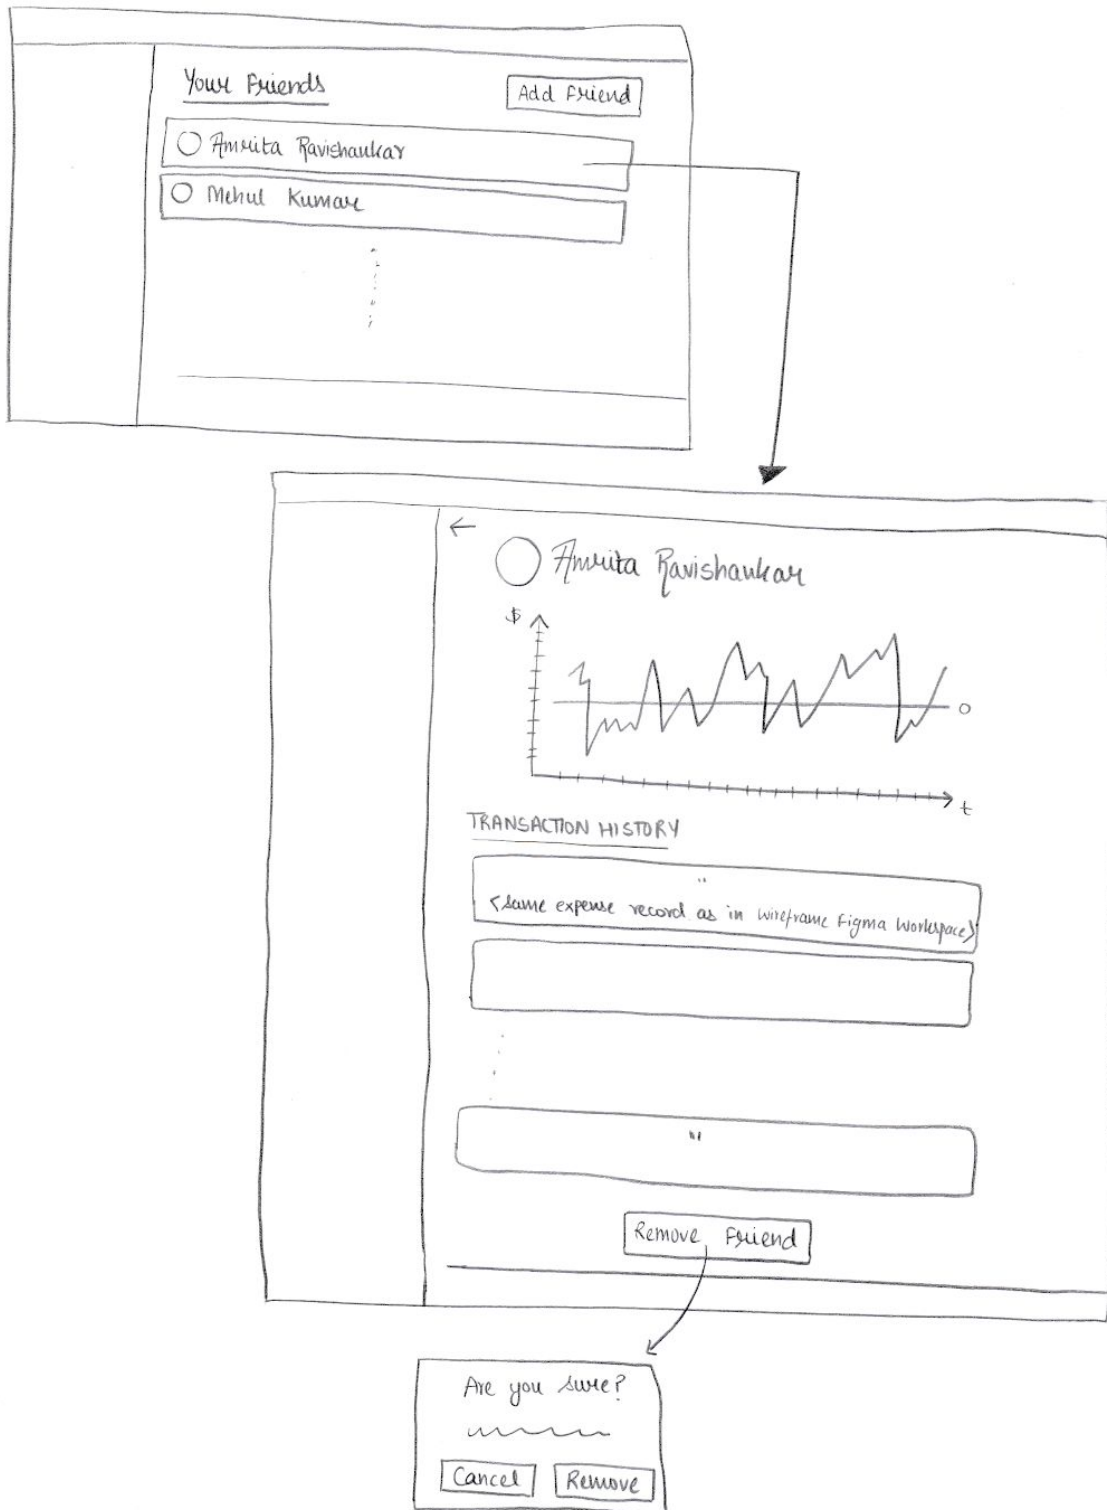 Your Friends
Add Friend
Amrita Ravishankar
Mehul Kumar
Amrita Ravishankar
$
0
t
TRANSACTION HISTORY
"
<same expense record as in wireframe Figma Workspace>
"
Remove Friend
Are you sure?
Cancel
Remove